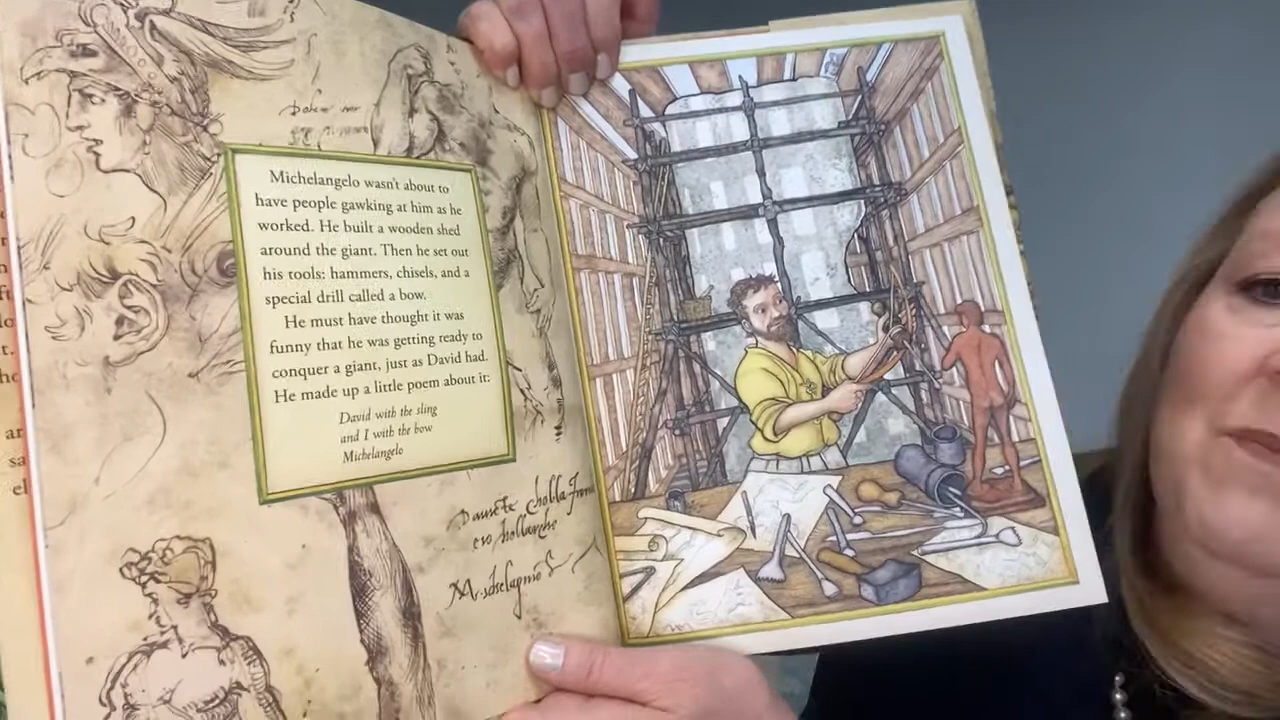 Michelangelo wasn't about to
have people gawking at him as he
worked. He built a wooden shed
around the giant. Then he set out
his tools: hammers, chisels, and a
special drill called a bow.
He must have thought it was
funny that he was getting ready to
conquer a giant, just as David had.
He made up a little poem about it:
David with the sling
and I with the bow
Michelangelo